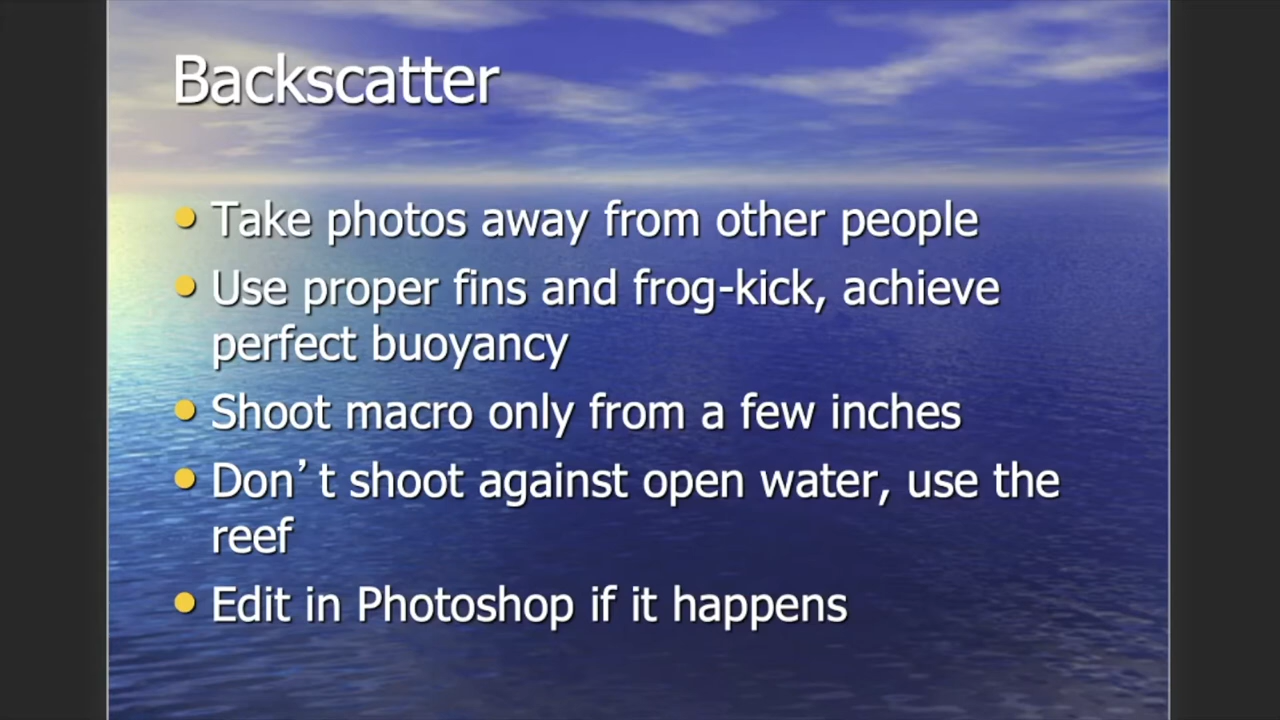 Backscatter
Take photos away from other people
Use proper fins and frog-kick, achieve
perfect buoyancy
Shoot macro only from a few inches
Don’t shoot against open water, use the
reef
Edit in Photoshop if it happens